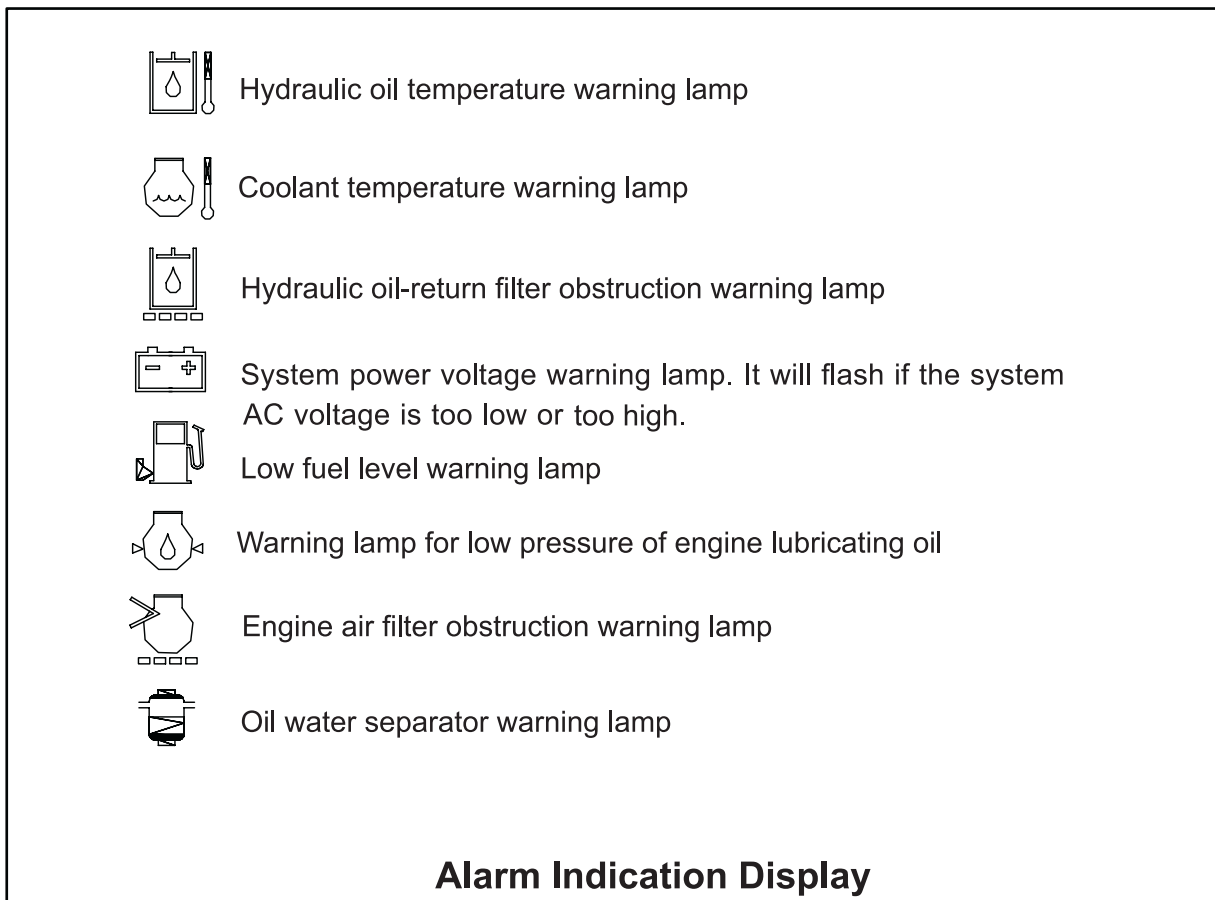 Hydraulic oil temperature warning lamp
Coolant temperature warning lamp
Hydraulic oil-return filter obstruction warning lamp
System power voltage warning lamp. It will flash if the system
AC voltage is too low or too high.
Low fuel level warning lamp
Warning lamp for low pressure of engine lubricating oil
Engine air filter obstruction warning lamp
Oil water separator warning lamp
Alarm Indication Display